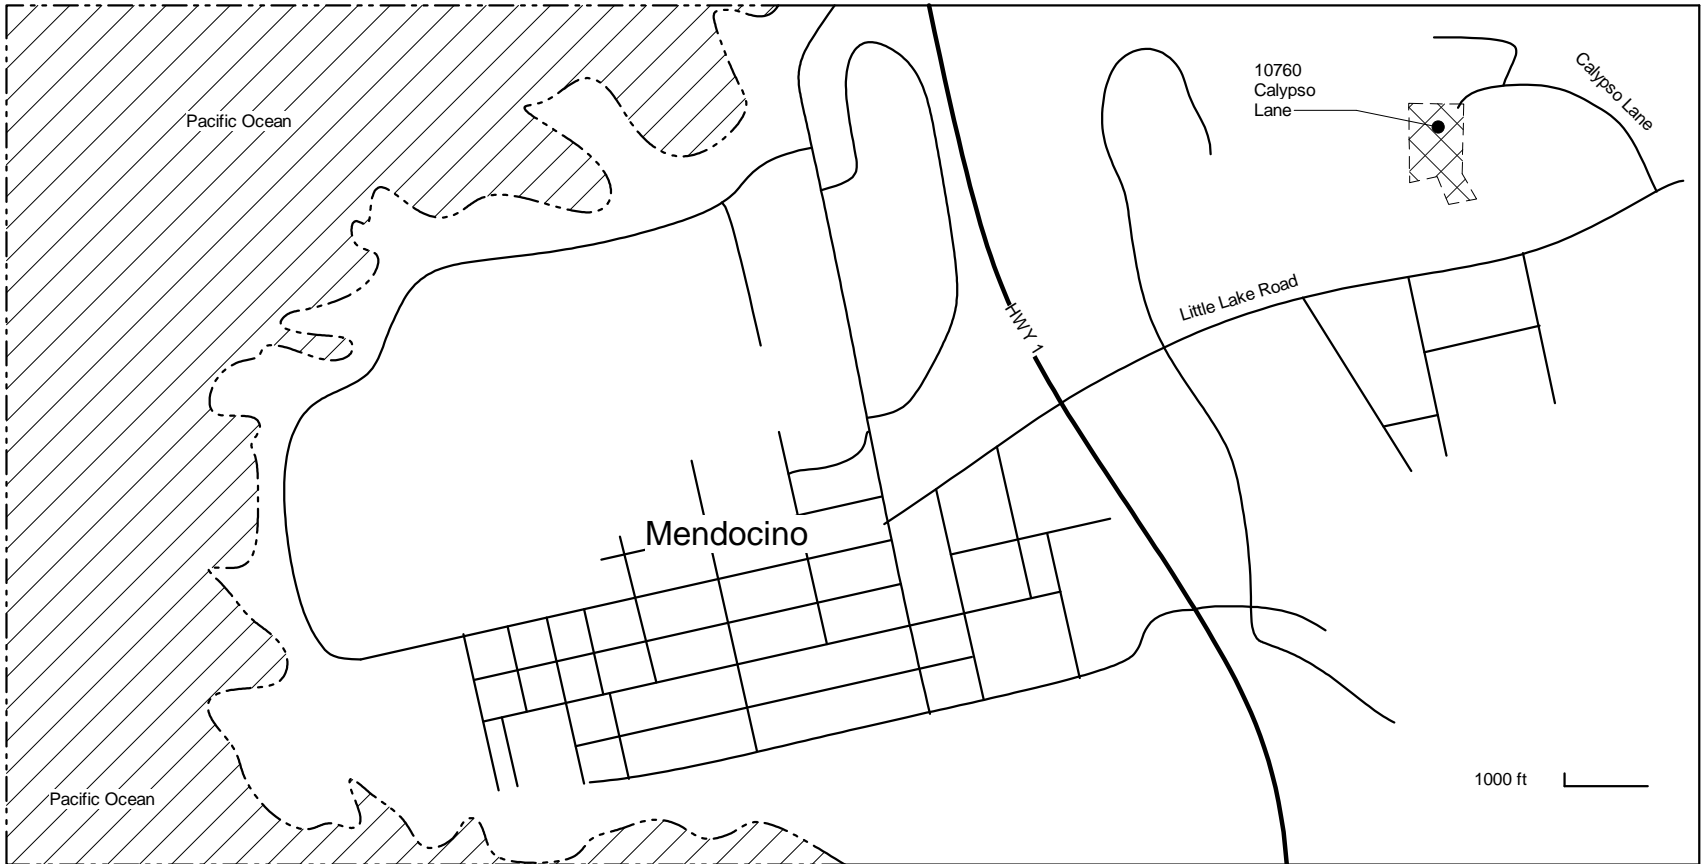 Pacific Ocean
10760
Calypso
Lane
Calypso Lane
Little Lake Road
HWY 1
Mendocino
1000 ft
Pacific Ocean